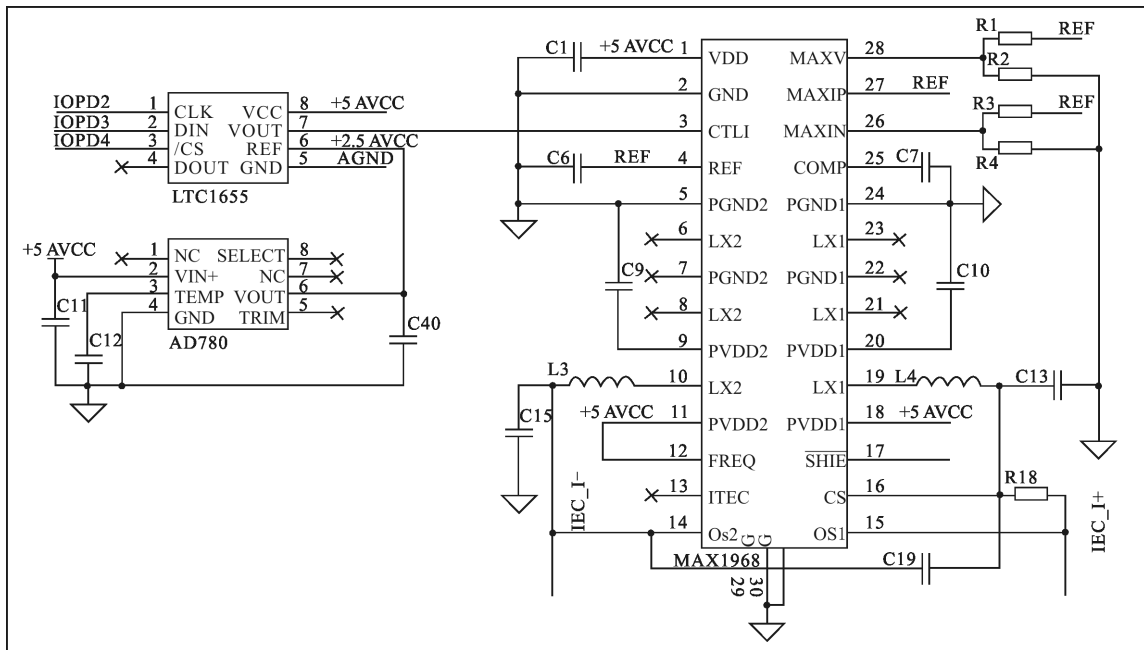 C1 +5 AVCC 1 VDD MAXV 28 R1 REF
R2
2 GND MAXIP 27 REF
IOPD2 1 CLK VCC 8 +5 AVCC
IOPD3 2 DIN VOUT 7 3 CTLI MAXIN 26 R3 REF
IOPD4 3 /CS REF 6 +2.5 AVCC R4
4 DOUT GND 5 AGND C6 REF 4 REF COMP 25 C7
LTC1655
5 PGND2 PGND1 24
6 LX2 LX1 23
+5 AVCC 1 NC SELECT 8
2 VIN+ NC 7 C9 7 PGND2 PGND1 22 C10
C11 3 TEMP VOUT 6
4 GND TRIM 5 8 LX2 LX1 21
C12 AD780 C40
9 PVDD2 PVDD1 20
L3 10 LX2 LX1 19 L4 C13
C15 +5 AVCC 11 PVDD2 PVDD1 18 +5 AVCC
12 FREQ SHIE 17
IEC_I− 13 ITEC CS 16 R18 IEC_I+
14 Os2 G G OS1 15
MAX1968 C19
29 30